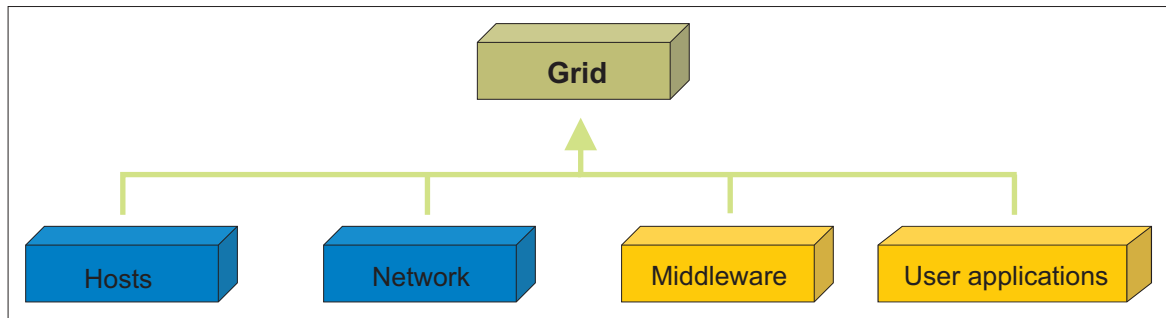 Grid
Hosts
Network
Middleware
User applications